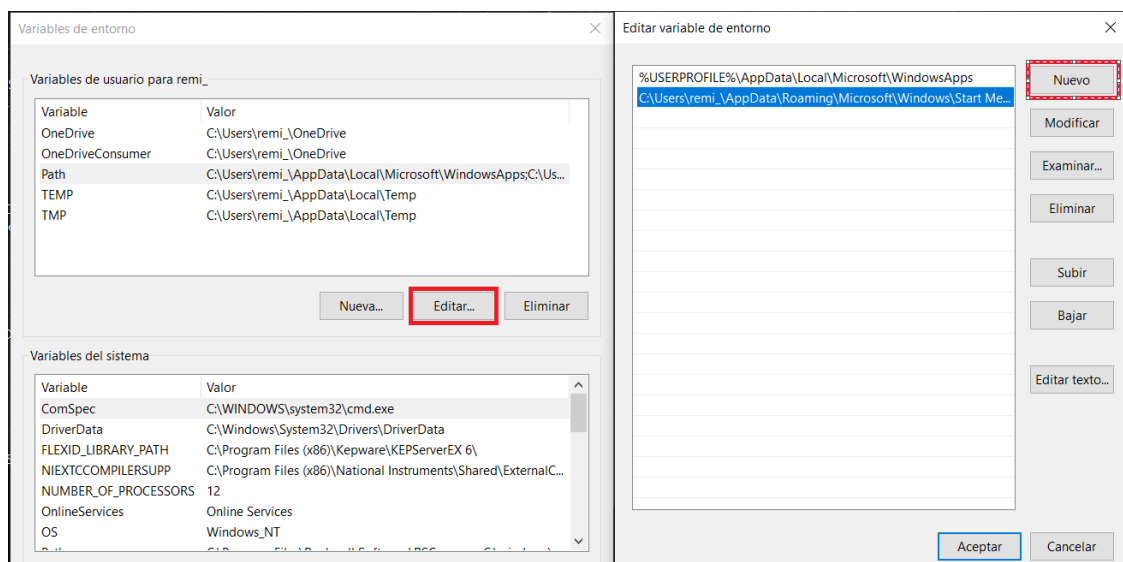 Variables de entorno
Variables de usuario para remi_
Variable Valor
OneDrive C:\Users\remi_\OneDrive
OneDriveConsumer C:\Users\remi_\OneDrive
Path C:\Users\remi_\AppData\Local\Microsoft\WindowsApps;C:\Us...
TEMP C:\Users\remi_\AppData\Local\Temp
TMP C:\Users\remi_\AppData\Local\Temp
Nueva... Editar... Eliminar
Variables del sistema
Variable Valor
ComSpec C:\WINDOWS\system32\cmd.exe
DriverData C:\Windows\System32\Drivers\DriverData
FLEXID_LIBRARY_PATH C:\Program Files (x86)\Kepware\KEPServerEX 6\
NIEXTCCOMPILERSUPP C:\Program Files (x86)\National Instruments\Shared\ExternalC...
NUMBER_OF_PROCESSORS 12
OnlineServices Online Services
OS Windows_NT
Editar variable de entorno
%USERPROFILE%\AppData\Local\Microsoft\WindowsApps
C:\Users\remi_\AppData\Roaming\Microsoft\Windows\Start Me...
Nuevo
Modificar
Examinar...
Eliminar
Subir
Bajar
Editar texto...
Aceptar Cancelar